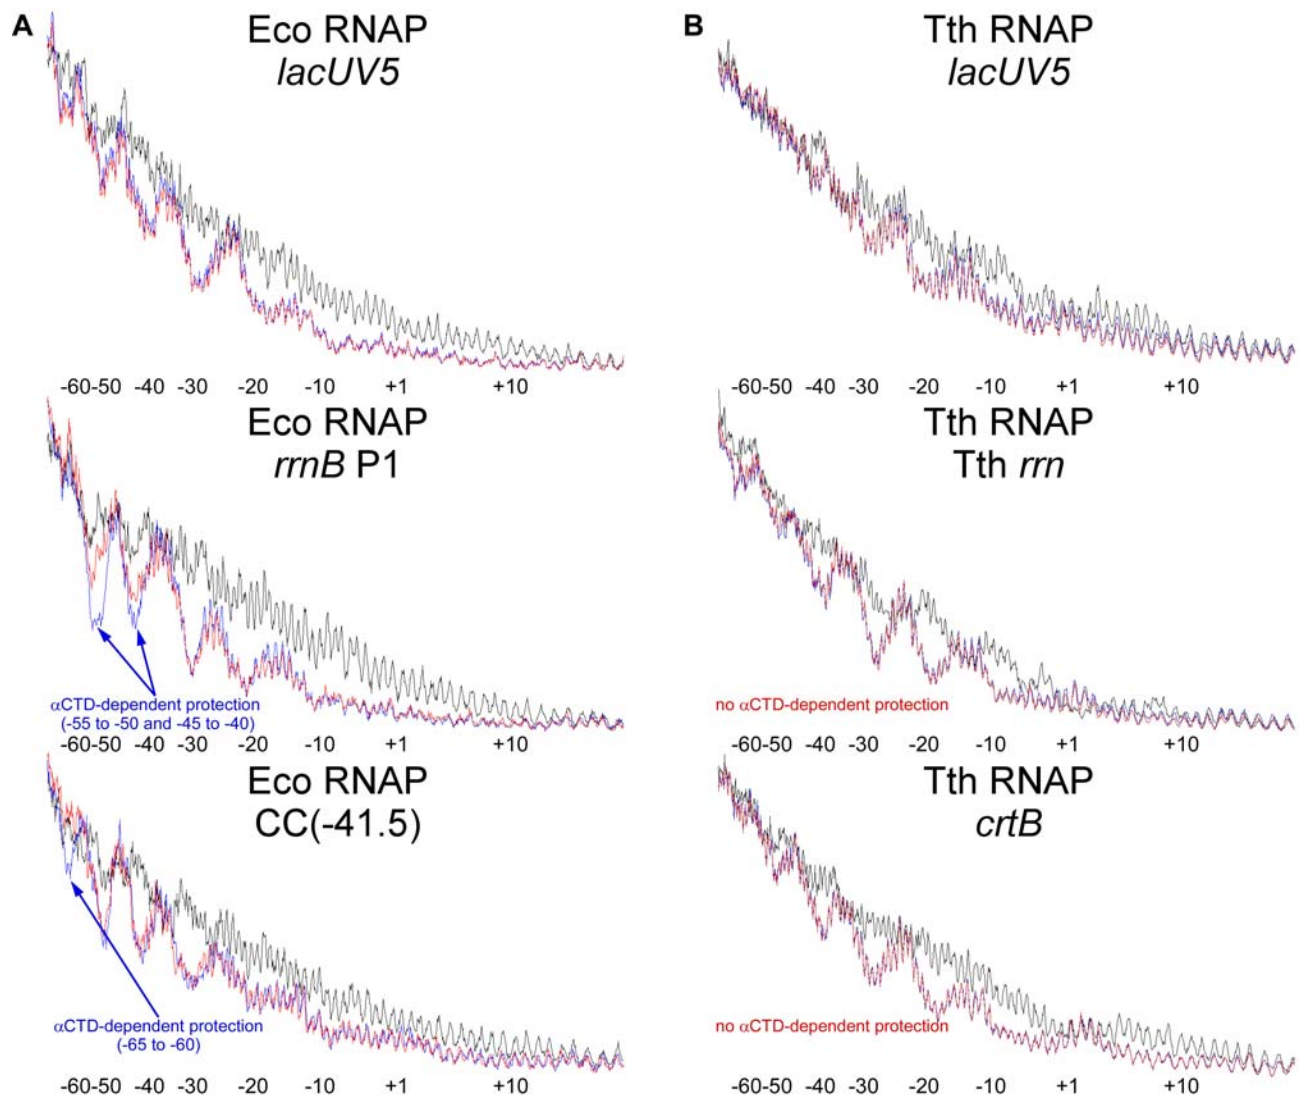 A
Eco RNAP
lacUV5
-60 -50 -40 -30 -20 -10 +1 +10
Eco RNAP
rrnB P1
αCTD-dependent protection
(-55 to -50 and -45 to -40)
-60 -50 -40 -30 -20 -10 +1 +10
Eco RNAP
CC(-41.5)
αCTD-dependent protection
(-65 to -60)
-60 -50 -40 -30 -20 -10 +1 +10
B
Tth RNAP
lacUV5
-60 -50 -40 -30 -20 -10 +1 +10
Tth RNAP
Tth rrn
no αCTD-dependent protection
-60 -50 -40 -30 -20 -10 +1 +10
Tth RNAP
crtB
no αCTD-dependent protection
-60 -50 -40 -30 -20 -10 +1 +10